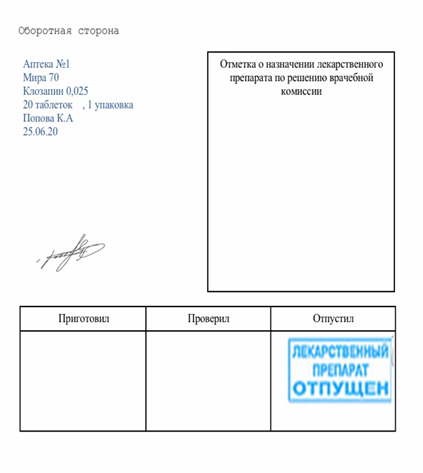 Оборотная сторона
Аптека №1
Мира 70
Клозапин 0,025
20 таблеток , 1 упаковка
Попова К.А
25.06.20
Отметка о назначении лекарственного
препарата по решению врачебной
комиссии
Приготовил Проверил Отпустил
ЛЕКАРСТВЕННЫЙ
ПРЕПАРАТ
ОТПУЩЕН